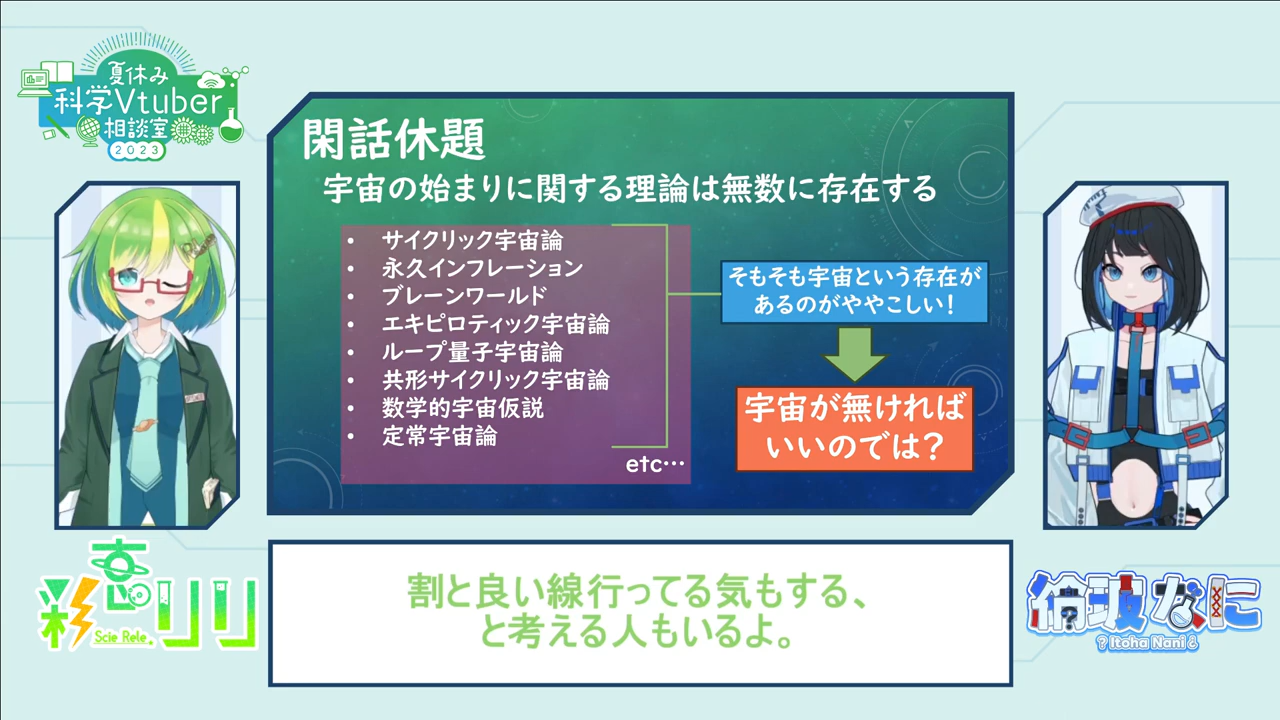 夏休み
科学Vtuber
相談室
2023
閑話休題
宇宙の始まりに関する理論は無数に存在する
• サイクリック宇宙論
• 永久インフレーション
• ブレーンワールド
• エキピロティック宇宙論
• ループ量子宇宙論
• 共形サイクリック宇宙論
• 数学的宇宙仮説
• 定常宇宙論
etc…
そもそも宇宙という存在が
あるのがややこしい！
宇宙が無ければ
いいのでは？
割と良い線行ってる気もする、
と考える人もいるよ。
彩恋リリ
Scie Rele
倫玻なに
? Itoha Nani ¿